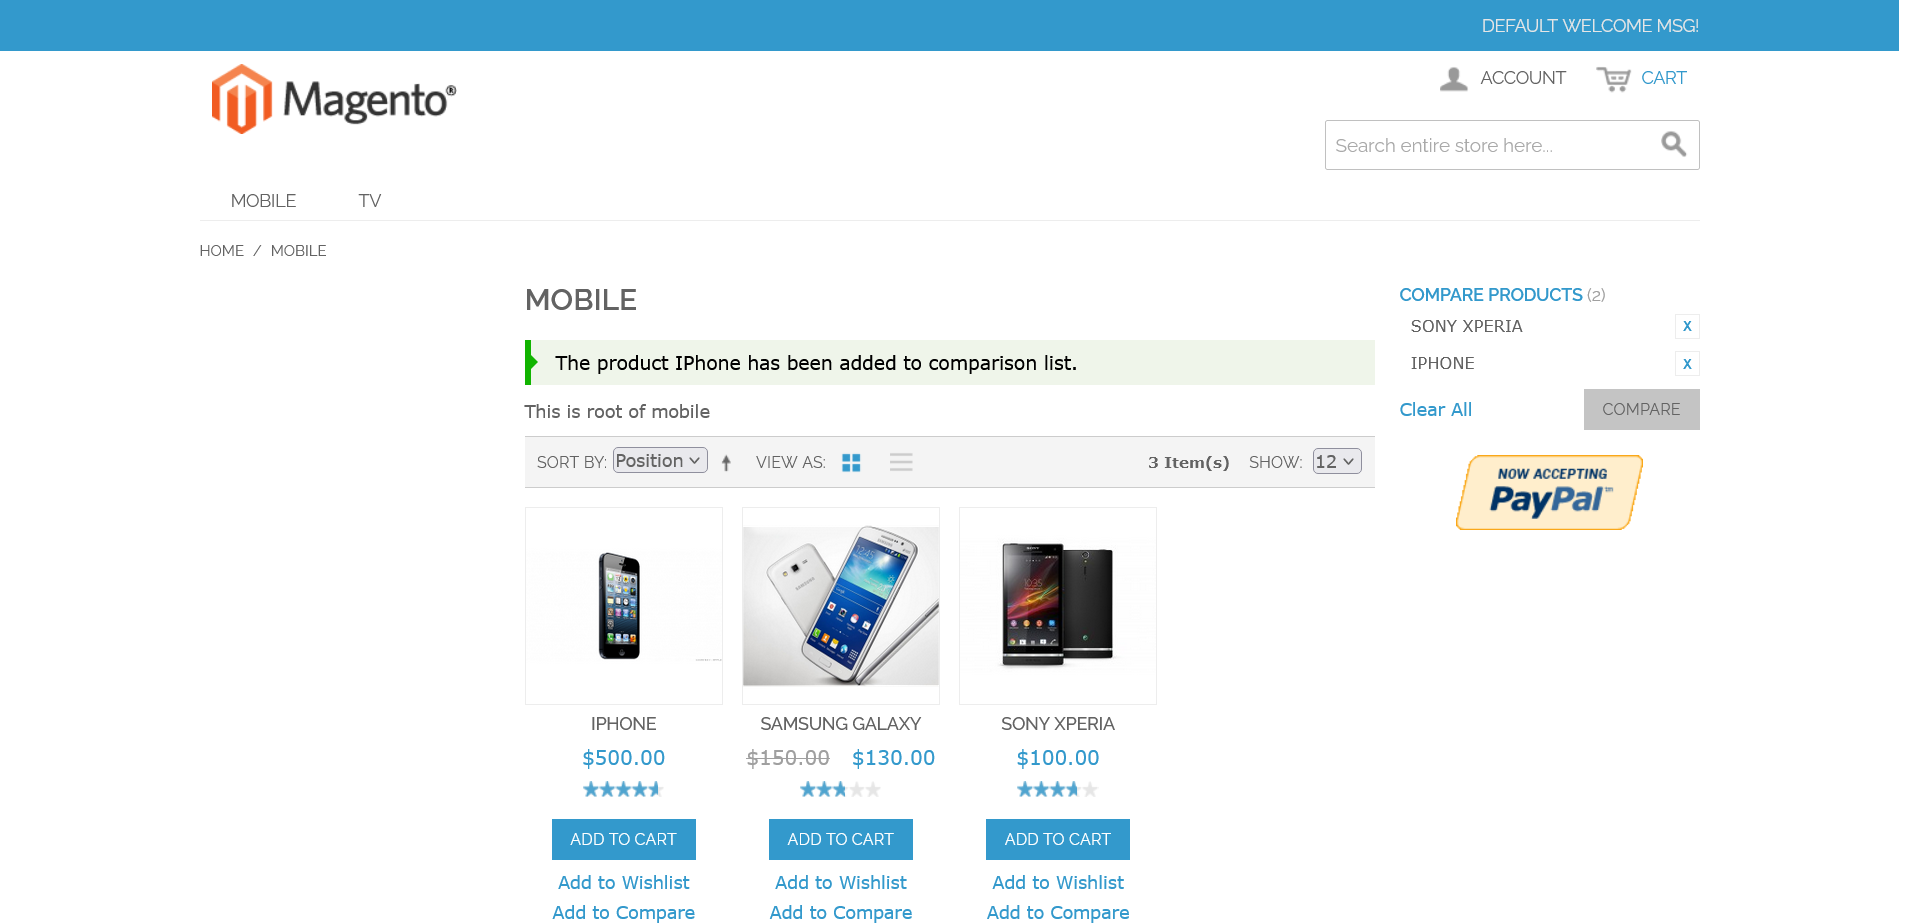 DEFAULT WELCOME MSG!
Magento®
ACCOUNT
CART
Search entire store here...
MOBILE
TV
HOME / MOBILE
MOBILE
The product IPhone has been added to comparison list.
This is root of mobile
SORT BY: Position
VIEW AS:
3 Item(s)
SHOW: 12
IPHONE
$500.00
ADD TO CART
Add to Wishlist
Add to Compare
SAMSUNG GALAXY
$150.00 $130.00
ADD TO CART
Add to Wishlist
Add to Compare
SONY XPERIA
$100.00
ADD TO CART
Add to Wishlist
Add to Compare
COMPARE PRODUCTS (2)
SONY XPERIA X
IPHONE X
Clear All
COMPARE
NOW ACCEPTING
PayPal™